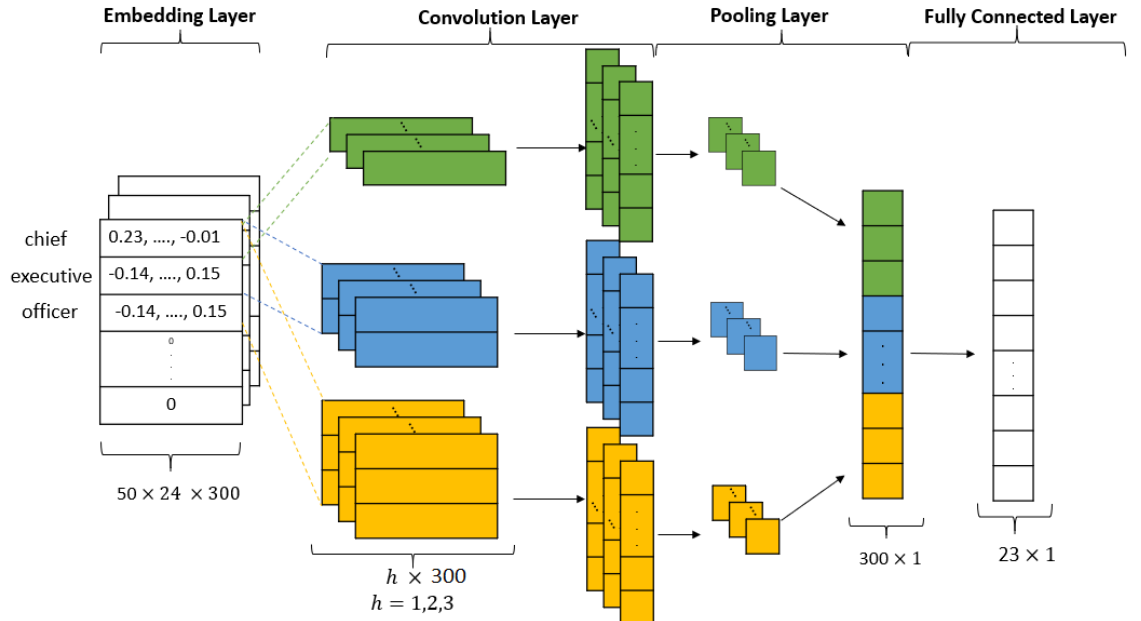 Embedding Layer
Convolution Layer
Pooling Layer
Fully Connected Layer
chief
0.23, ...., -0.01
executive
-0.14, ...., 0.15
officer
-0.14, ...., 0.15
0
0
50 × 24 × 300
h × 300
h = 1,2,3
300 × 1
23 × 1